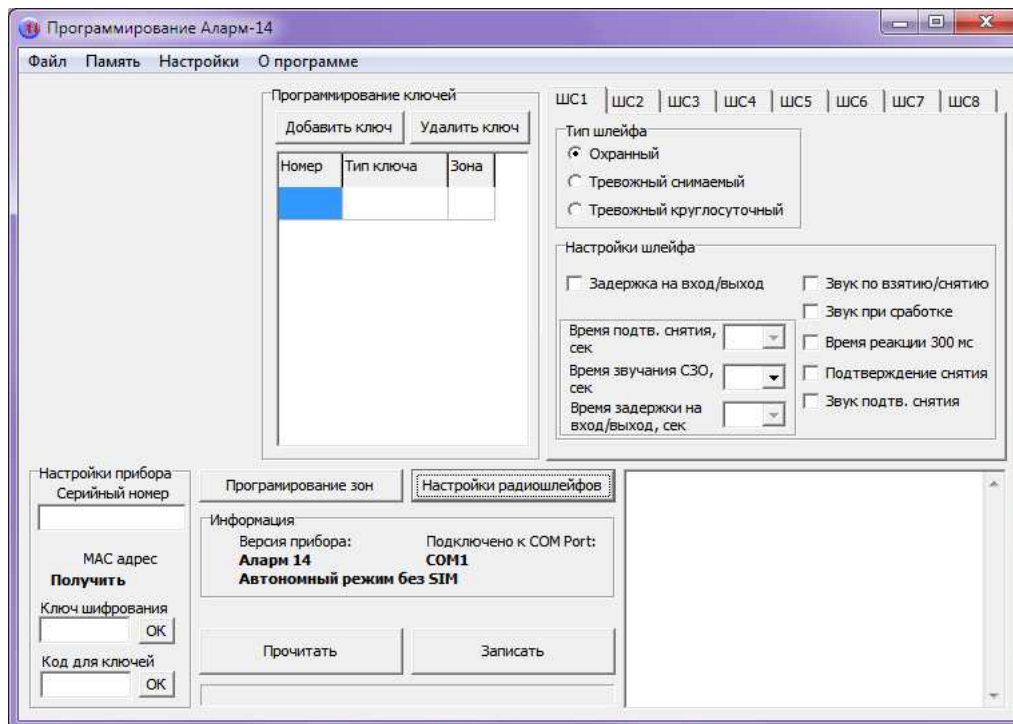 Программирование Аларм-14
Файл Память Настройки О программе
Программирование ключей
Добавить ключ Удалить ключ
Номер Тип ключа Зона
ШС1 ШС2 ШС3 ШС4 ШС5 ШС6 ШС7 ШС8
Тип шлейфа
Охранный
Тревожный снимаемый
Тревожный круглосуточный
Настройки шлейфа
Задержка на вход/выход
Время подтв. снятия,
сек
Время звучания СЗО,
сек
Время задержки на
вход/выход, сек
Звук по взятию/снятию
Звук при сработке
Время реакции 300 мс
Подтверждение снятия
Звук подтв. снятия
Настройки прибора
Серийный номер
MAC адрес
Получить
Ключ шифрования
OK
Код для ключей
OK
Програмирование зон
Настройки радиошлейфов
Информация
Версия прибора: Подключено к COM Port:
Аларм 14 COM1
Автономный режим без SIM
Прочитать Записать